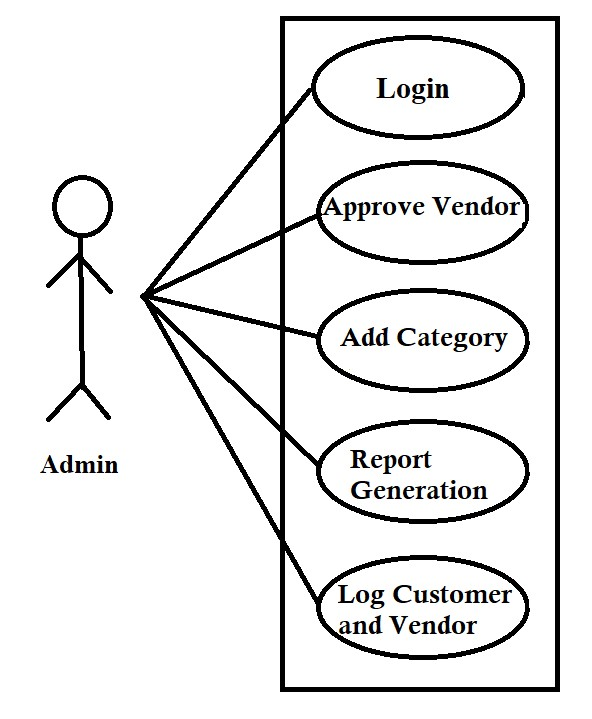 Login
Approve Vendor
Add Category
Report
Generation
Admin
Log Customer
and Vendor